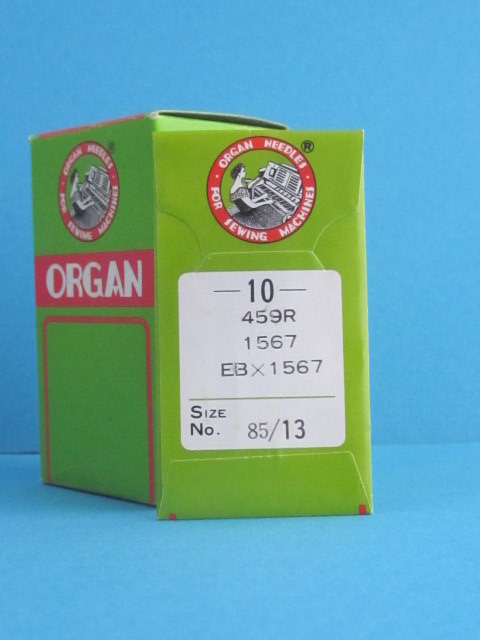 ORGAN NEEDLES
FOR SEWING MACHINES
ORGAN
ORGAN NEEDLES ®
FOR SEWING MACHINES
—10—
459R
1567
EB×1567
SIZE
No. 85/13